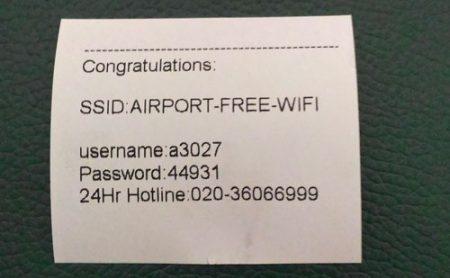 Congratulations:
SSID:AIRPORT-FREE-WIFI
username:a3027
Password:44931
24Hr Hotline:020-36066999